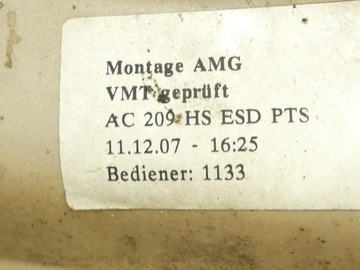 Montage AMG
VMT geprüft
AC 209 HS ESD PTS
11.12.07 - 16:25
Bediener: 1133